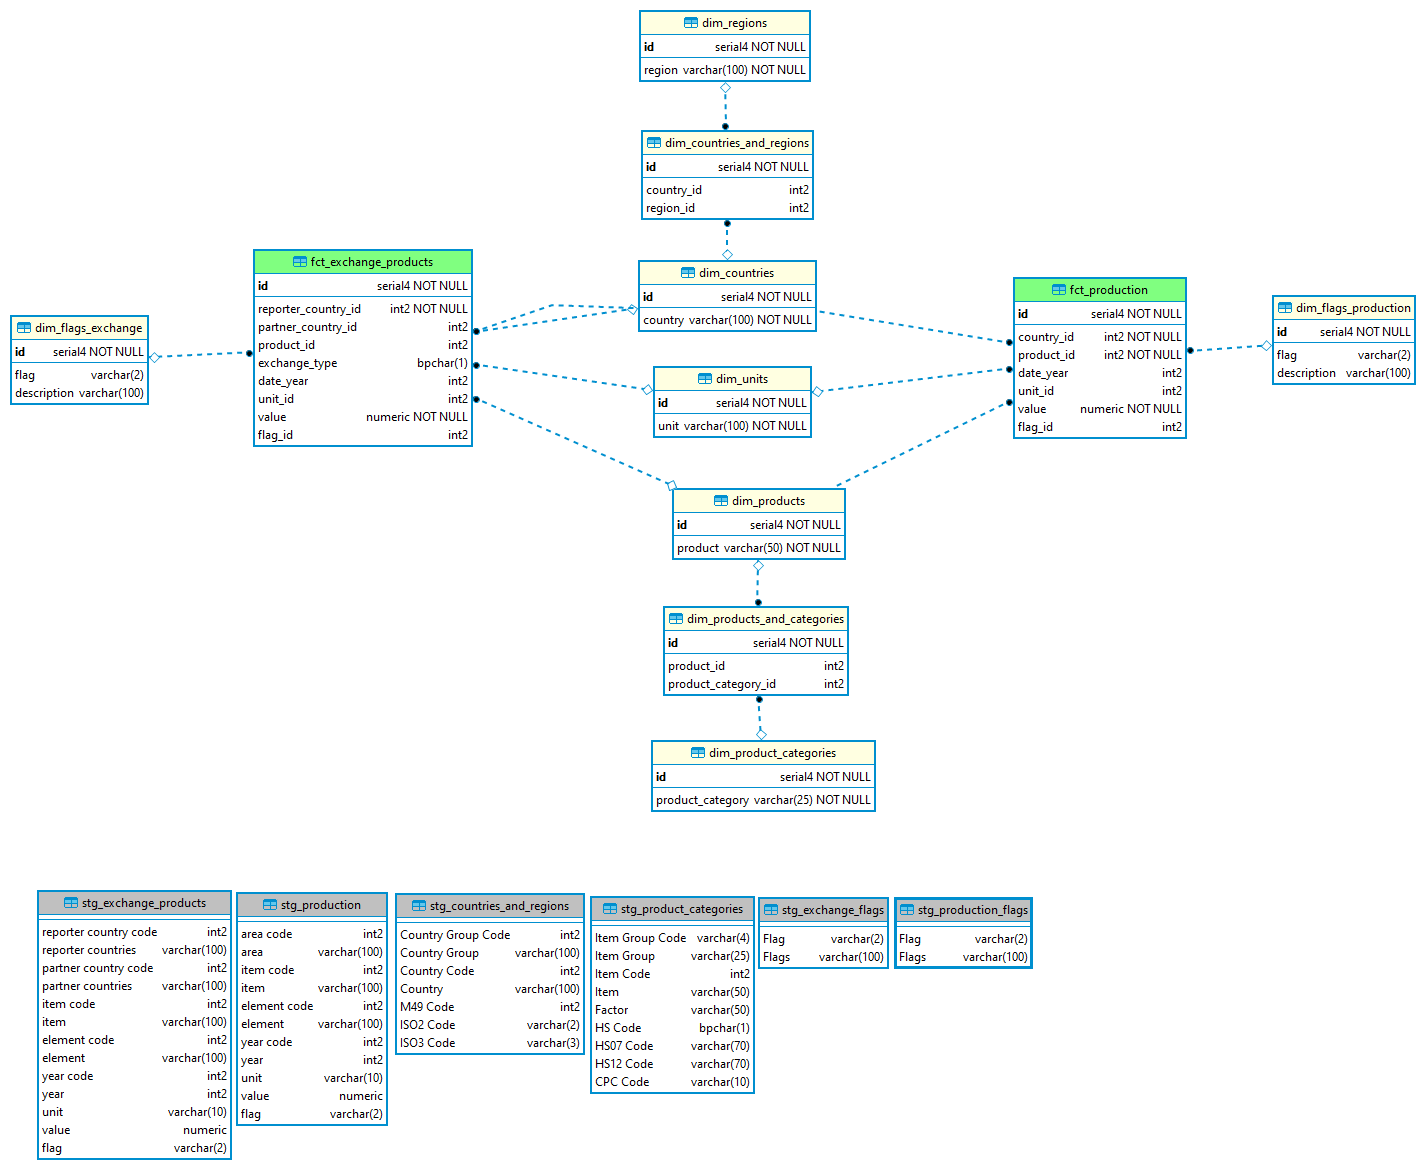 dim_regions
id serial4 NOT NULL
region varchar(100) NOT NULL
dim_countries_and_regions
id serial4 NOT NULL
country_id int2
region_id int2
fct_exchange_products
id serial4 NOT NULL
reporter_country_id int2 NOT NULL
partner_country_id int2
product_id int2
exchange_type bpchar(1)
date_year int2
unit_id int2
value numeric NOT NULL
flag_id int2
dim_countries
id serial4 NOT NULL
country varchar(100) NOT NULL
fct_production
id serial4 NOT NULL
country_id int2 NOT NULL
product_id int2 NOT NULL
date_year int2
unit_id int2
value numeric NOT NULL
flag_id int2
dim_flags_exchange
id serial4 NOT NULL
flag varchar(2)
description varchar(100)
dim_flags_production
id serial4 NOT NULL
flag varchar(2)
description varchar(100)
dim_units
id serial4 NOT NULL
unit varchar(100) NOT NULL
dim_products
id serial4 NOT NULL
product varchar(50) NOT NULL
dim_products_and_categories
id serial4 NOT NULL
product_id int2
product_category_id int2
dim_product_categories
id serial4 NOT NULL
product_category varchar(25) NOT NULL
stg_exchange_products
reporter country code int2
reporter countries varchar(100)
partner country code int2
partner countries varchar(100)
item code int2
item varchar(100)
element code int2
element varchar(100)
year code int2
year int2
unit varchar(10)
value numeric
flag varchar(2)
stg_production
area code int2
area varchar(100)
item code int2
item varchar(100)
element code int2
element varchar(100)
year code int2
year int2
unit varchar(10)
value numeric
flag varchar(2)
stg_countries_and_regions
Country Group Code int2
Country Group varchar(100)
Country Code int2
Country varchar(100)
M49 Code int2
ISO2 Code varchar(2)
ISO3 Code varchar(3)
stg_product_categories
Item Group Code varchar(4)
Item Group varchar(25)
Item Code int2
Item varchar(50)
Factor varchar(50)
HS Code bpchar(1)
HS07 Code varchar(70)
HS12 Code varchar(70)
CPC Code varchar(10)
stg_exchange_flags
Flag varchar(2)
Flags varchar(100)
stg_production_flags
Flag varchar(2)
Flags varchar(100)